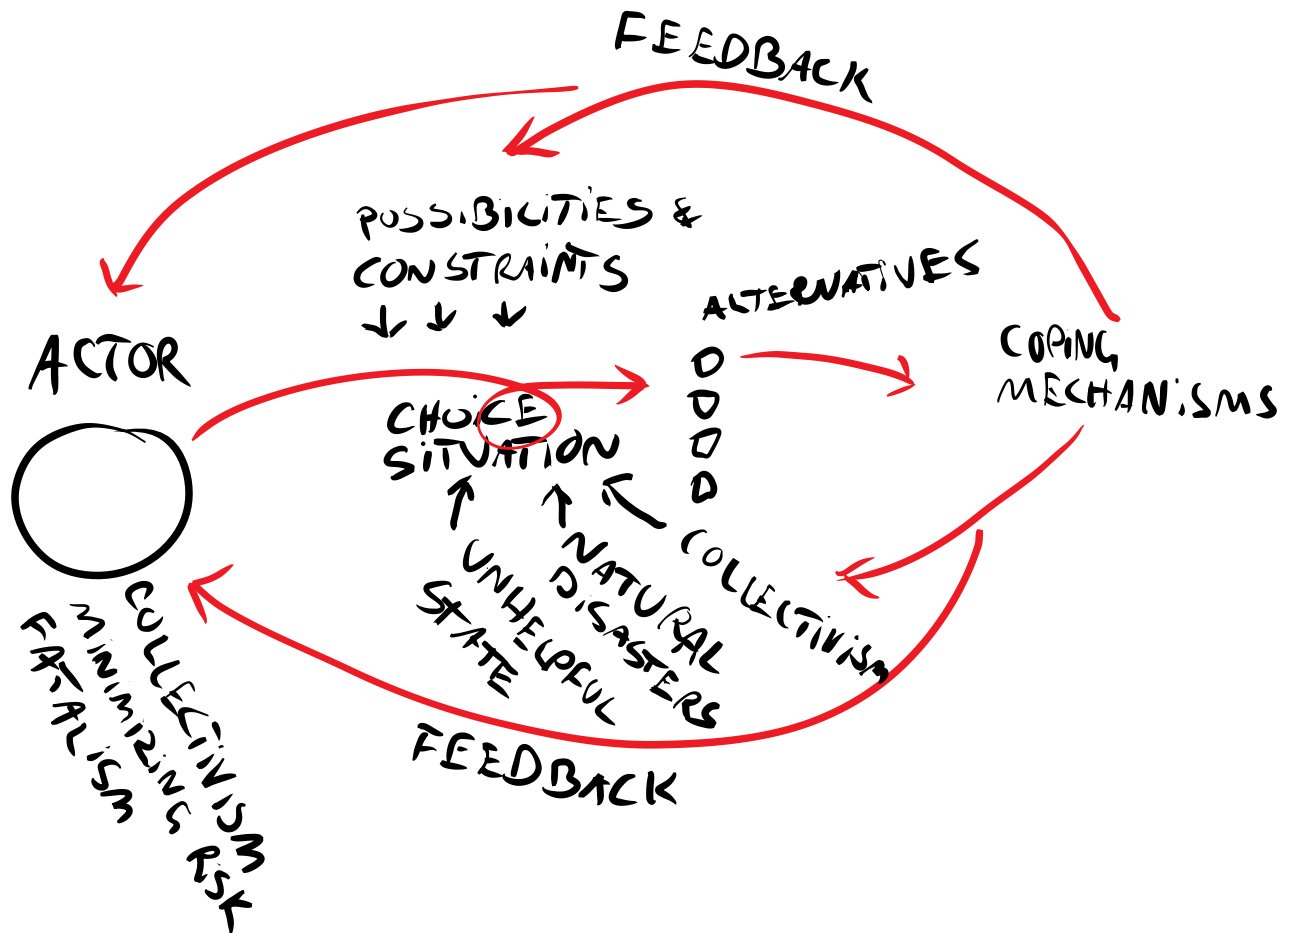 FEEDBACK
POSSIBILITIES &
CONSTRAINTS
ALTERNATIVES
ACTOR
COPING
MECHANISMS
CHOICE
SITUATION
COLLECTIVISM
NATURAL
DISASTERS
UNHELPFUL
STATE
COLLECTIVISM
MINIMIZING RISK
FATALISM
FEEDBACK